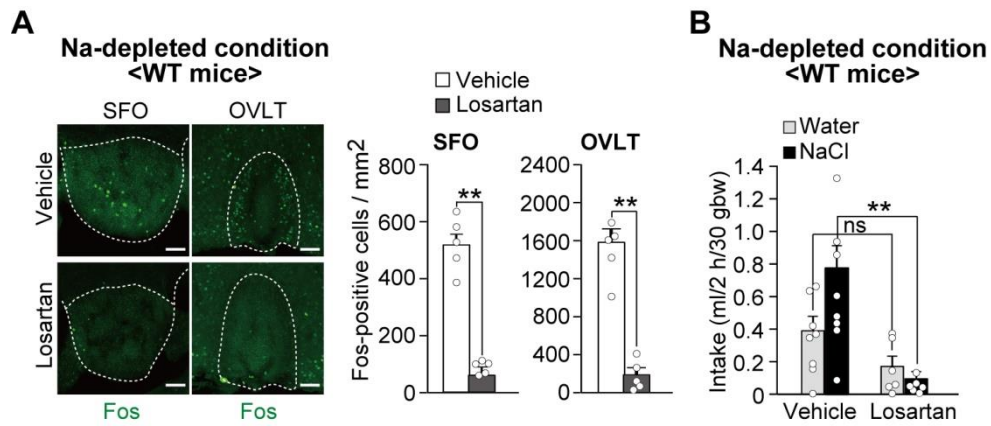 A
Na-depleted condition
<WT mice>
SFO OVLT
Vehicle
Losartan
Fos Fos
Vehicle
Losartan
SFO OVLT
Fos-positive cells / mm2
800
600
400
200
0
**
2400
2000
1600
1200
800
400
0
**
B
Na-depleted condition
<WT mice>
Water
NaCl
Intake (ml/2 h/30 gbw)
1.4
1.2
1.0
0.8
0.6
0.4
0.2
0
**
ns
Vehicle Losartan